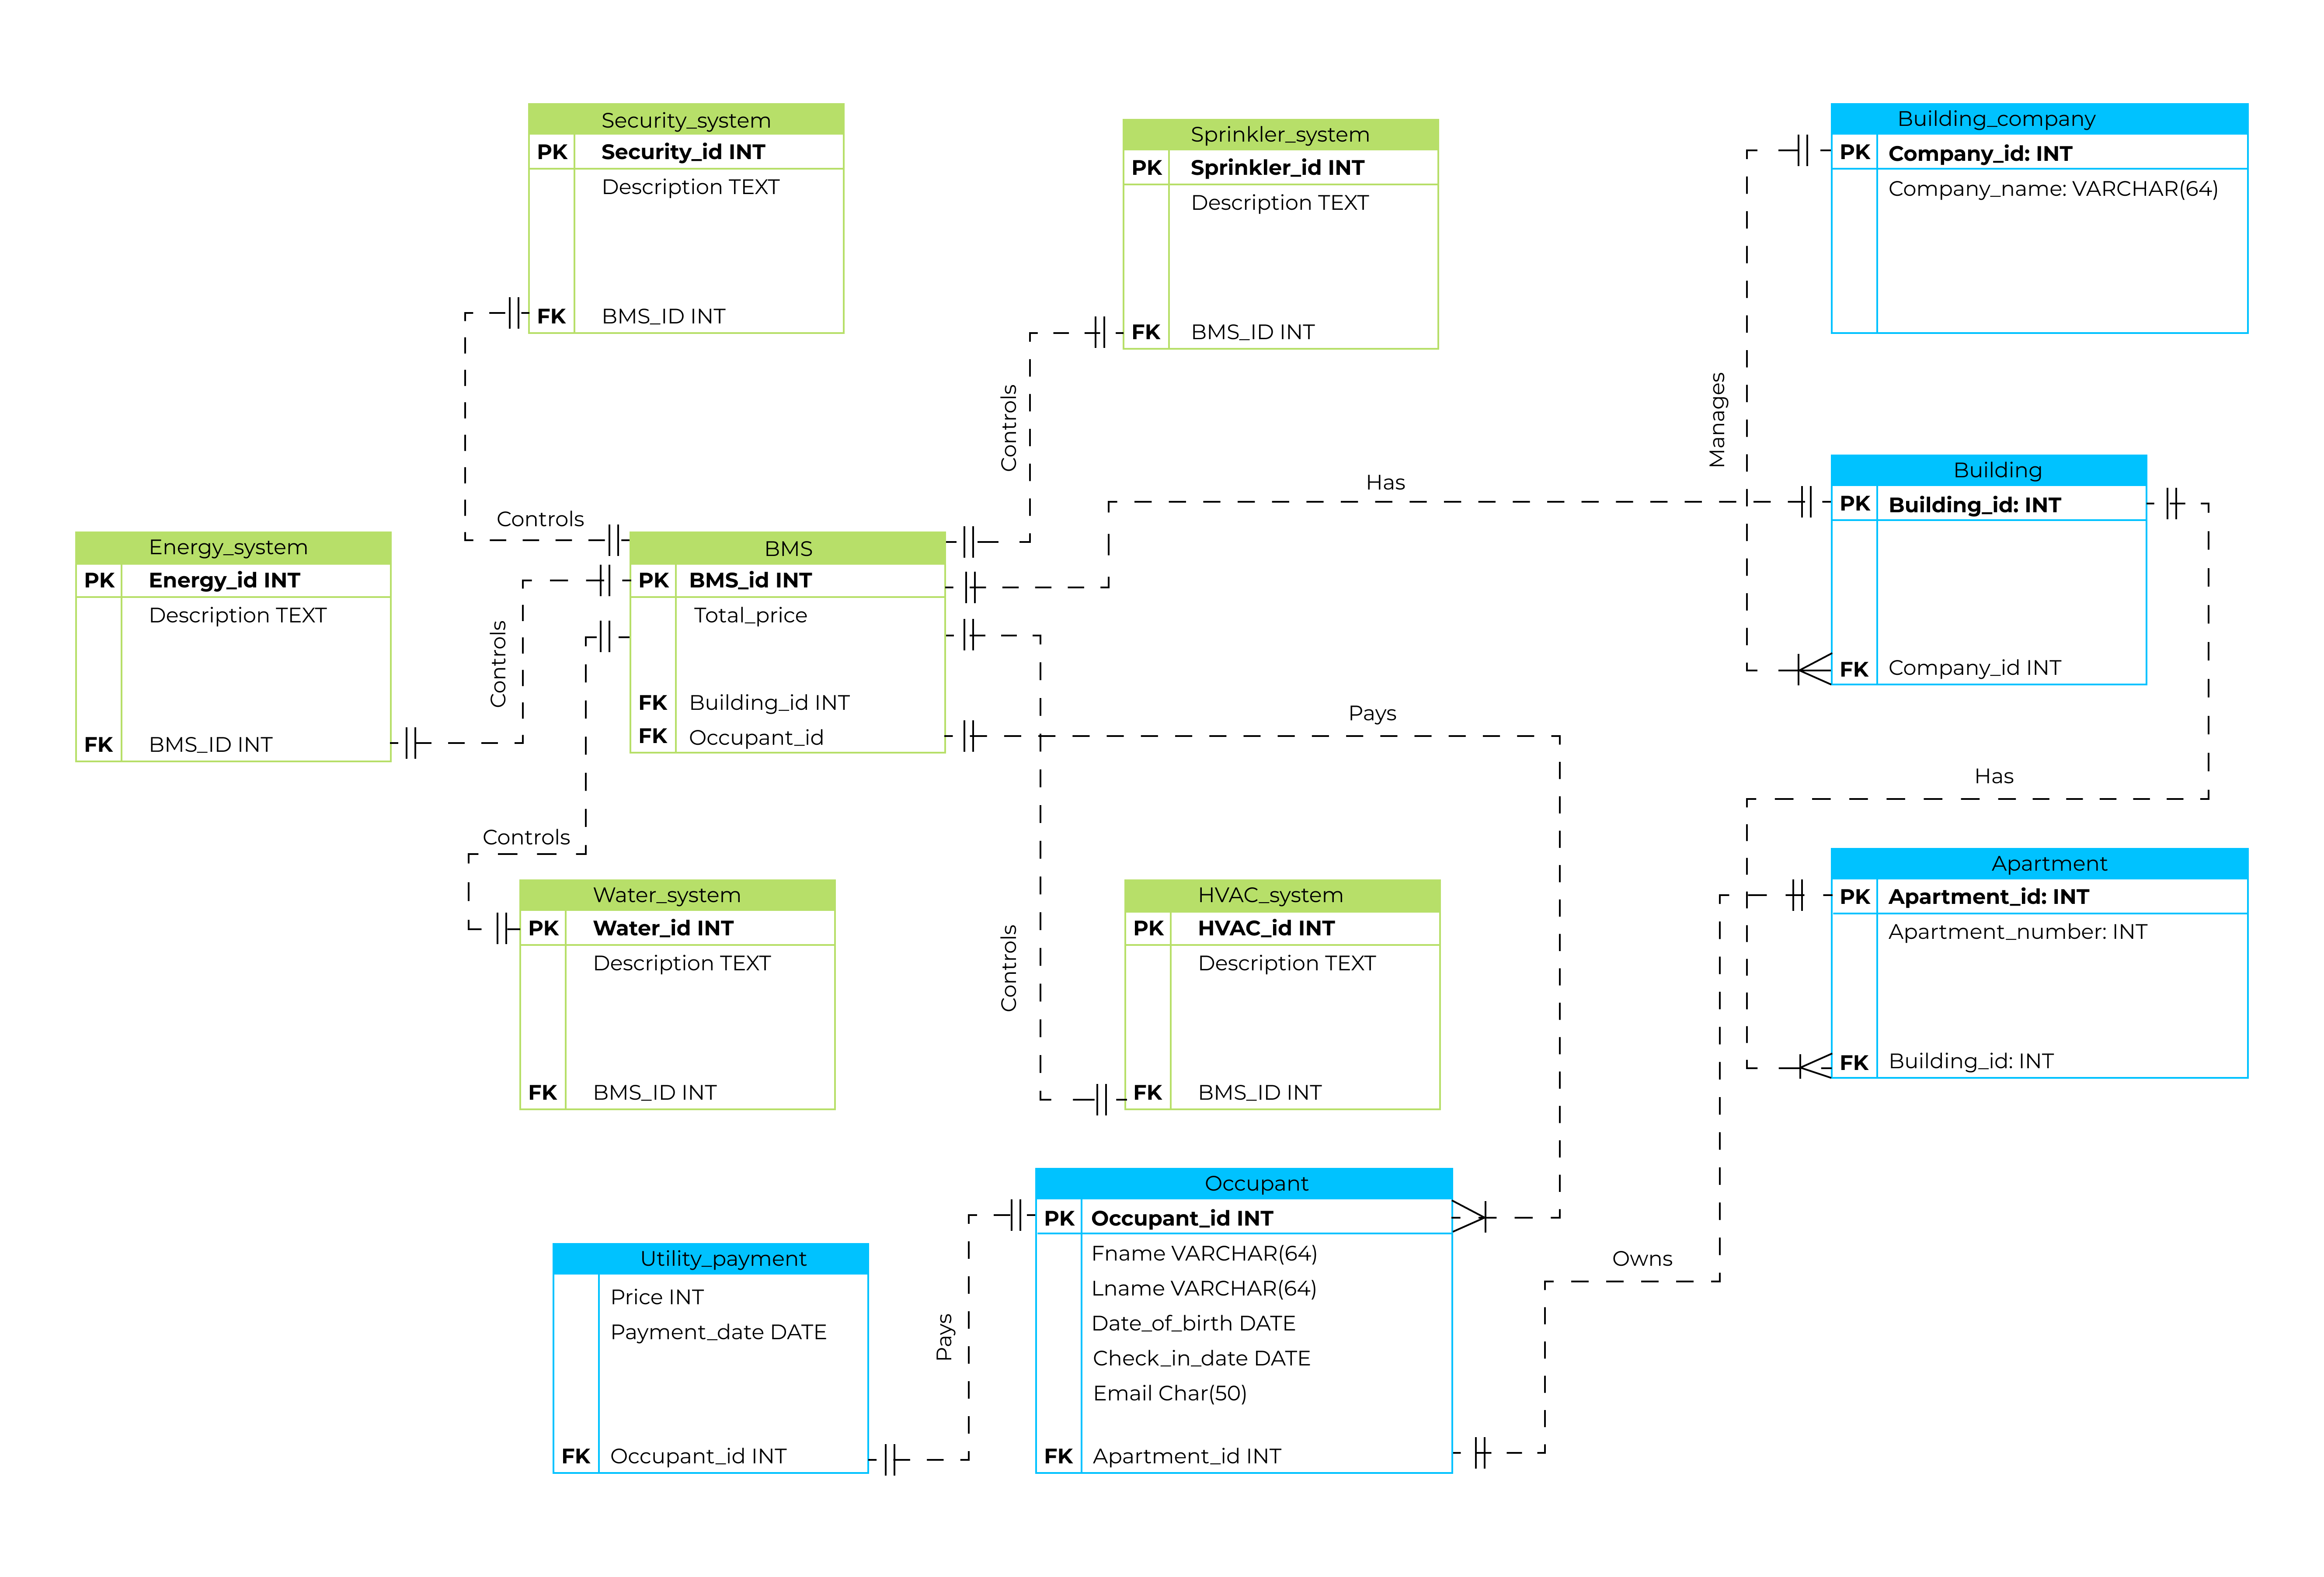 Security_system
PK Security_id INT
Description TEXT
FK BMS_ID INT
Sprinkler_system
PK Sprinkler_id INT
Description TEXT
FK BMS_ID INT
Building_company
PK Company_id: INT
Company_name: VARCHAR(64)
Manages
Controls
Has
Building
PK Building_id: INT
FK Company_id INT
Controls
Energy_system
PK Energy_id INT
Description TEXT
FK BMS_ID INT
Controls
BMS
PK BMS_id INT
Total_price
FK Building_id INT
FK Occupant_id
Pays
Has
Controls
Water_system
PK Water_id INT
Description TEXT
FK BMS_ID INT
Controls
HVAC_system
PK HVAC_id INT
Description TEXT
FK BMS_ID INT
Apartment
PK Apartment_id: INT
Apartment_number: INT
FK Building_id: INT
Utility_payment
Price INT
Payment_date DATE
FK Occupant_id INT
Pays
Occupant
PK Occupant_id INT
Fname VARCHAR(64)
Lname VARCHAR(64)
Date_of_birth DATE
Check_in_date DATE
Email Char(50)
FK Apartment_id INT
Owns